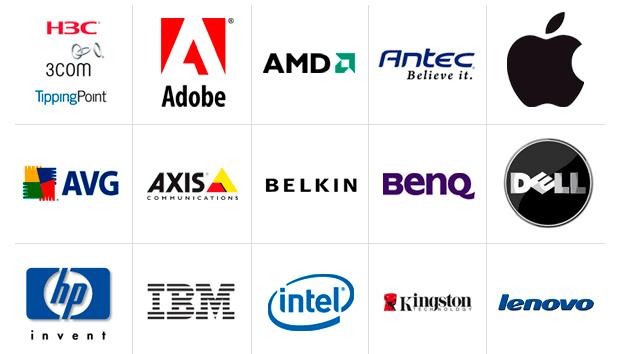 H3C
3com
TippingPoint
Adobe
AMD
Antec
Believe it.
AVG
AXIS
COMMUNICATIONS
BELKIN
BenQ
DELL
hp
invent
IBM
intel
Kingston
TECHNOLOGY
lenovo